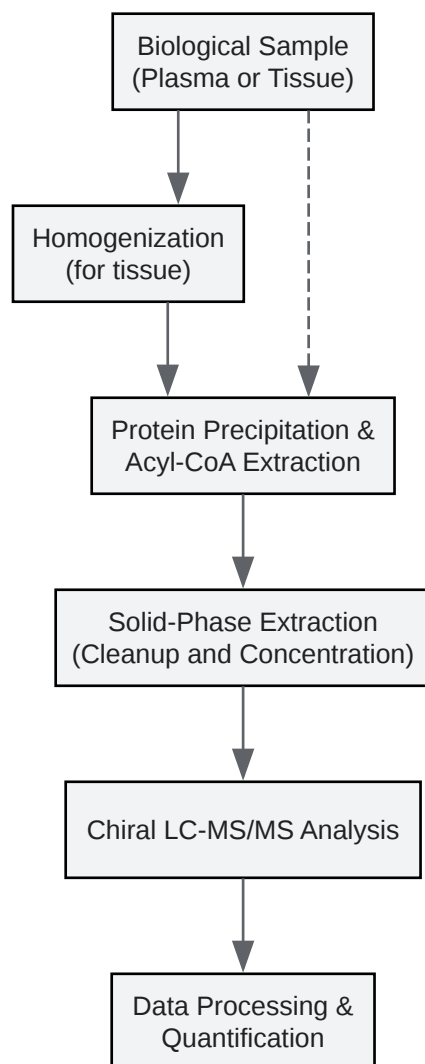 Biological Sample
(Plasma or Tissue)
Homogenization
(for tissue)
Protein Precipitation &
Acyl-CoA Extraction
Solid-Phase Extraction
(Cleanup and Concentration)
Chiral LC-MS/MS Analysis
Data Processing &
Quantification